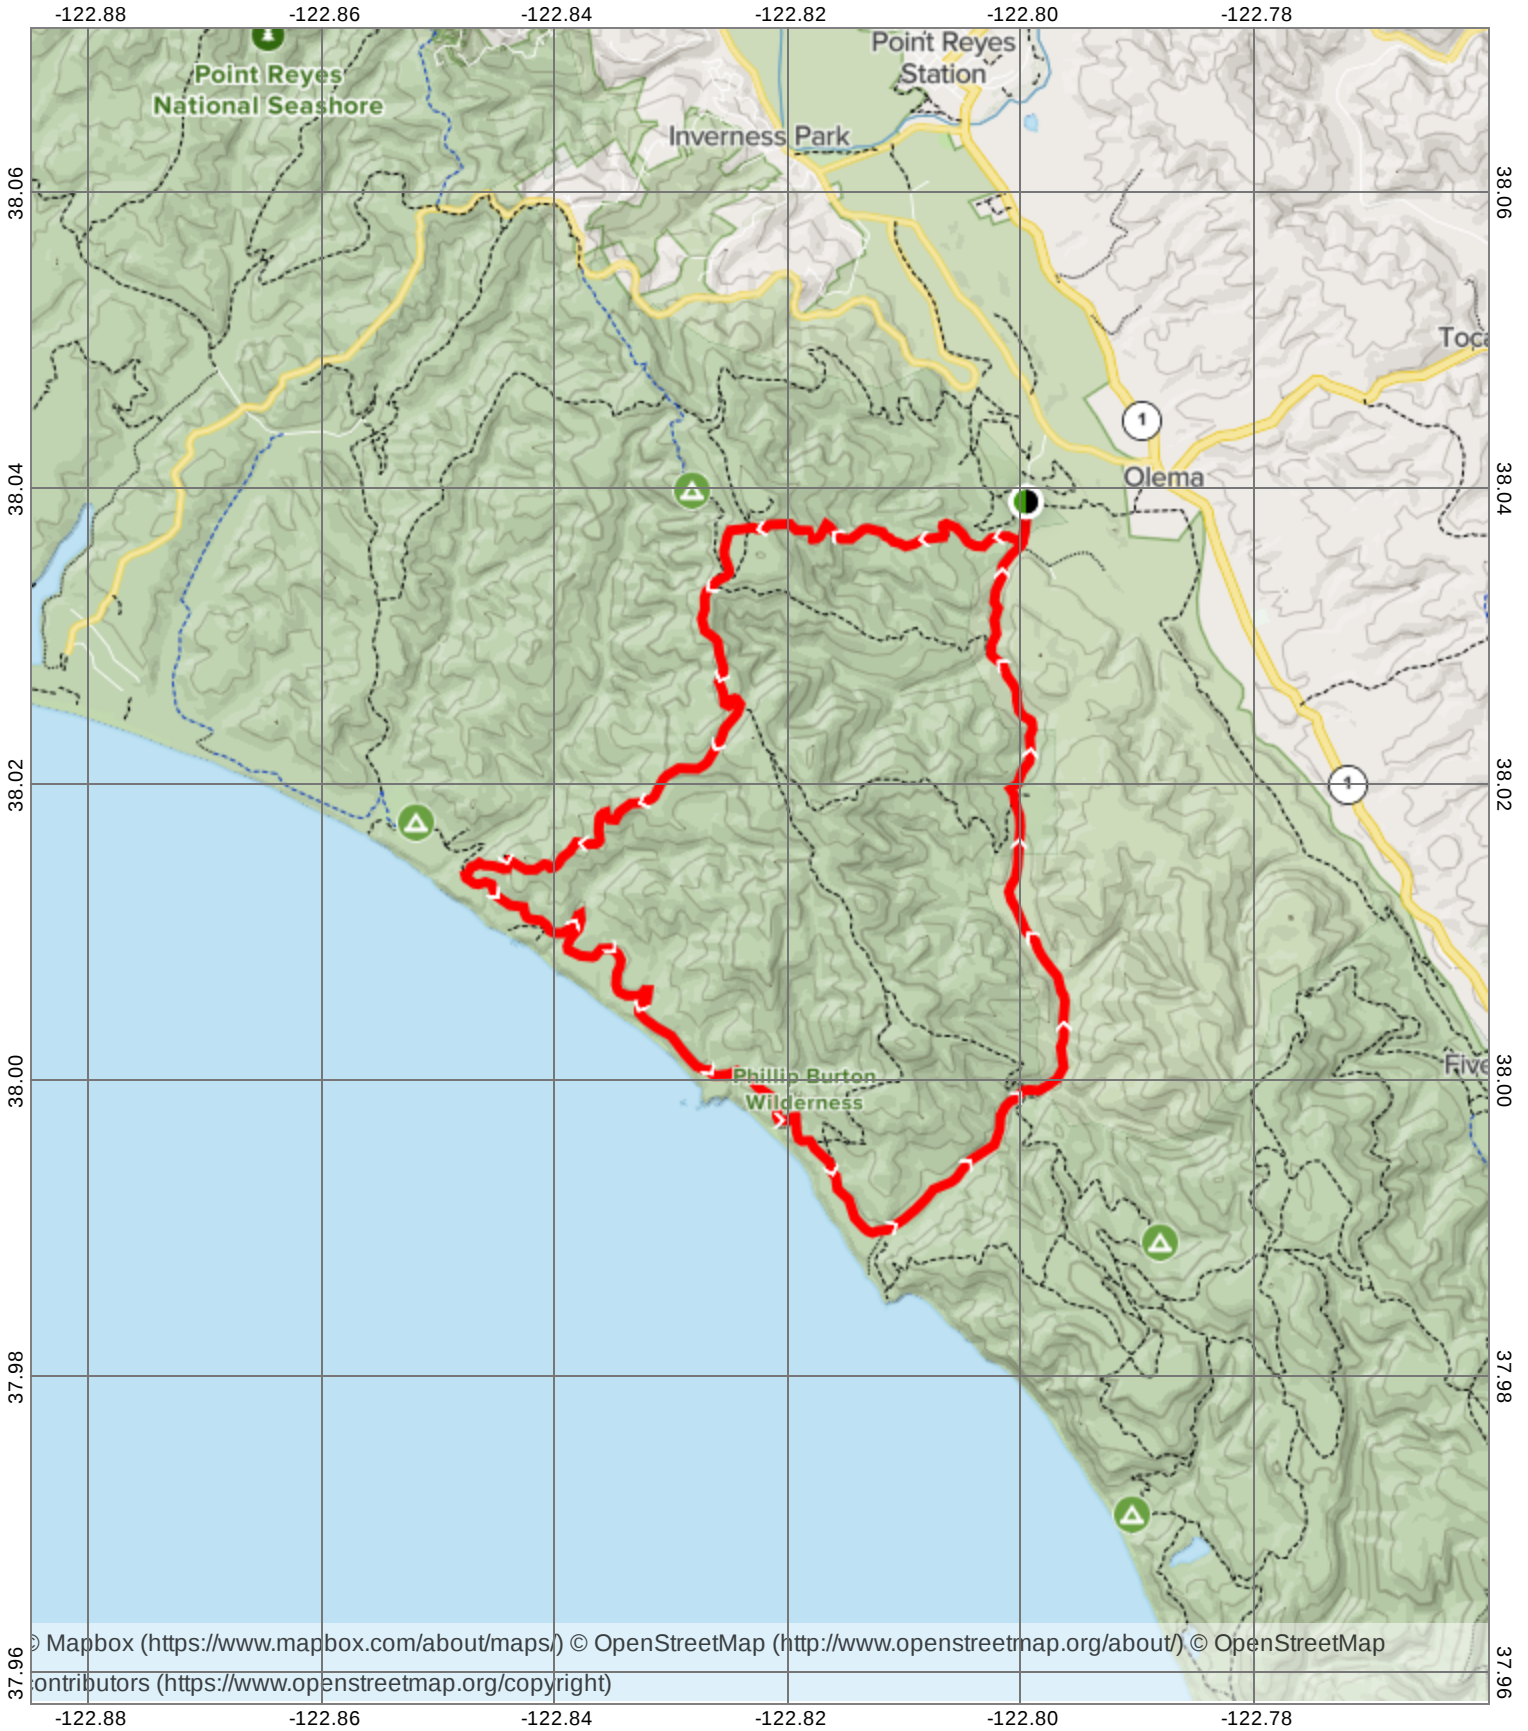 -122.88 -122.86 -122.84 -122.82 -122.80 -122.78
Point Reyes
Station
Point Reyes
National Seashore
Inverness Park
38.06 38.06
Toca
1
Olema
38.04 38.04
38.02 38.02
1
Five
38.00 38.00
Phillip Burton
Wilderness
37.98 37.98
© Mapbox (https://www.mapbox.com/about/maps/) © OpenStreetMap (http://www.openstreetmap.org/about/) © OpenStreetMap
contributors (https://www.openstreetmap.org/copyright)
37.96 37.96
-122.88 -122.86 -122.84 -122.82 -122.80 -122.78